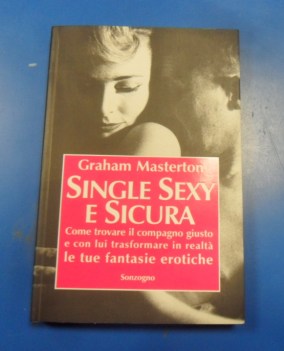 Graham Masterton
SINGLE SEXY
E SICURA
Come trovare il compagno giusto
e con lui trasformare in realtà
le tue fantasie erotiche
Sonzogno